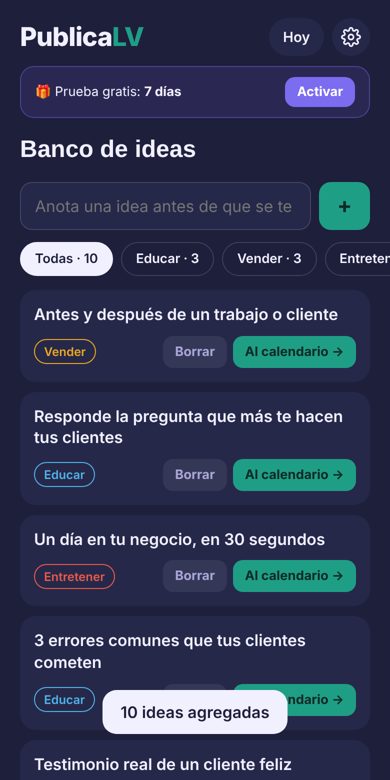 PublicaLV
Hoy
🎁 Prueba gratis: 7 días
Activar
Banco de ideas
Anota una idea antes de que se te
+
Todas · 10
Educar · 3
Vender · 3
Antes y después de un trabajo o cliente
Vender
Borrar
Al calendario →
Responde la pregunta que más te hacen
tus clientes
Educar
Borrar
Al calendario →
Un día en tu negocio, en 30 segundos
Entretener
Borrar
Al calendario →
3 errores comunes que tus clientes
cometen
Educar
10 ideas agregadas
Testimonio real de un cliente feliz